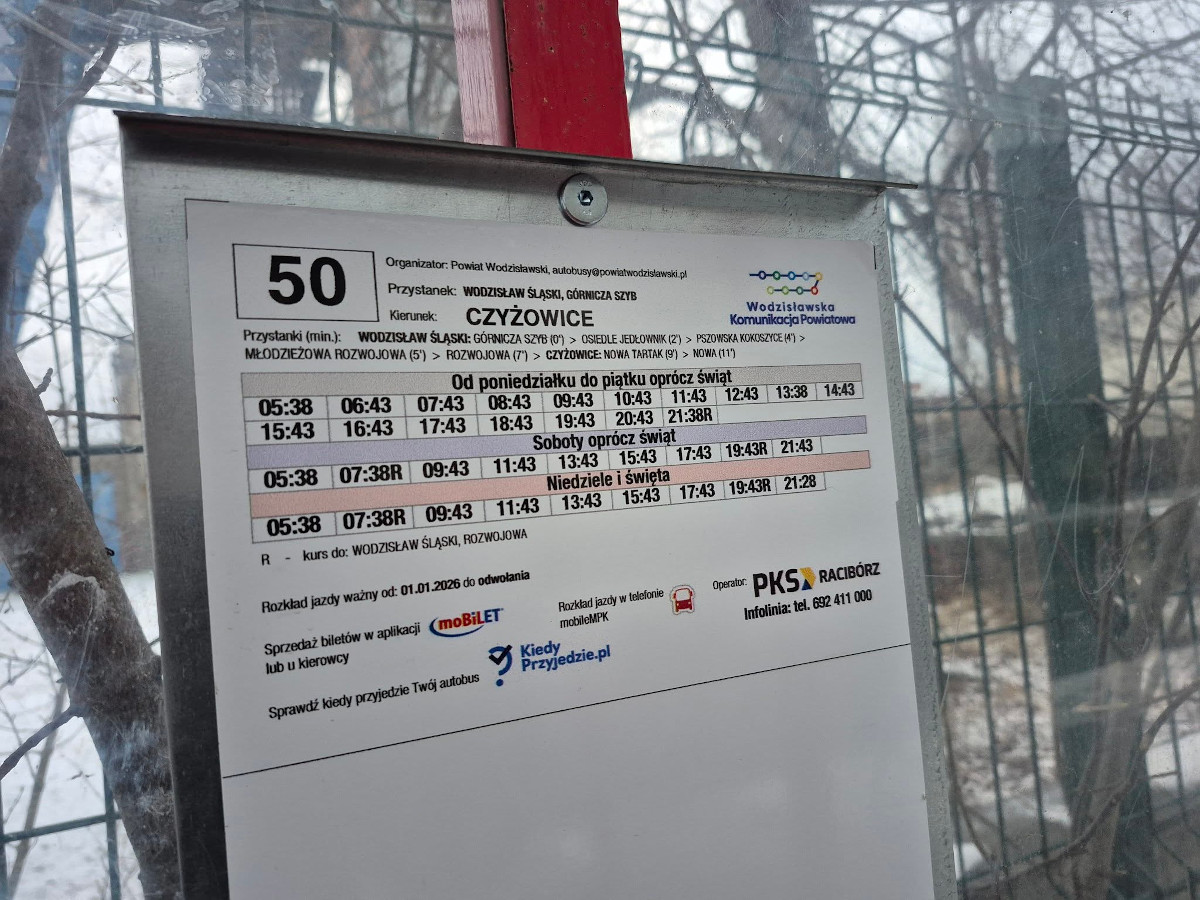 50
Organizator: Powiat Wodzisławski, autobusy@powiatwodzislawski.pl
Przystanek: WODZISŁAW ŚLĄSKI, GÓRNICZA SZYB
Kierunek: CZYŻOWICE
Wodzisławska
Komunikacja Powiatowa
Przystanki (min.): WODZISŁAW ŚLĄSKI: GÓRNICZA SZYB (0') > OSIEDLE JEDŁOWNIK (2') > PSZOWSKA KOKOSZYCE (4') >
MŁODZIEŻOWA ROZWOJOWA (5') > ROZWOJOWA (7') > CZYŻOWICE: NOWA TARTAK (9') > NOWA (11')
Od poniedziałku do piątku oprócz świąt
05:38 06:43 07:43 08:43 09:43 10:43 11:43 12:43 13:38 14:43
15:43 16:43 17:43 18:43 19:43 20:43 21:38R
Soboty oprócz świąt
05:38 07:38R 09:43 11:43 13:43 15:43 17:43 19:43R 21:43
Niedziele i święta
05:38 07:38R 09:43 11:43 13:43 15:43 17:43 19:43R 21:28
R - kurs do: WODZISŁAW ŚLĄSKI, ROZWOJOWA
Rozkład jazdy ważny od: 01.01.2026 do odwołania
Sprzedaż biletów w aplikacji moBiLET
lub u kierowcy
Rozkład jazdy w telefonie
mobileMPK
Operator: PKS RACIBÓRZ
Infolinia: tel. 692 411 000
Sprawdź kiedy przyjedzie Twój autobus
Kiedy
Przyjedzie.pl